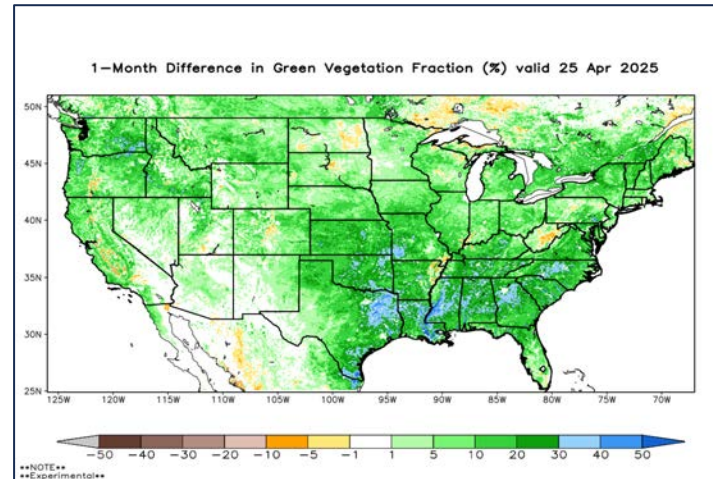 1-Month Difference in Green Vegetation Fraction (%) valid 25 Apr 2025
50N
45N
40N
35N
30N
25N
125W 120W 115W 110W 105W 100W 95W 90W 85W 80W 75W 70W
-50 -40 -30 -20 -10 -5 -1 1 5 10 20 30 40 50
**NOTE**
**Experimental**